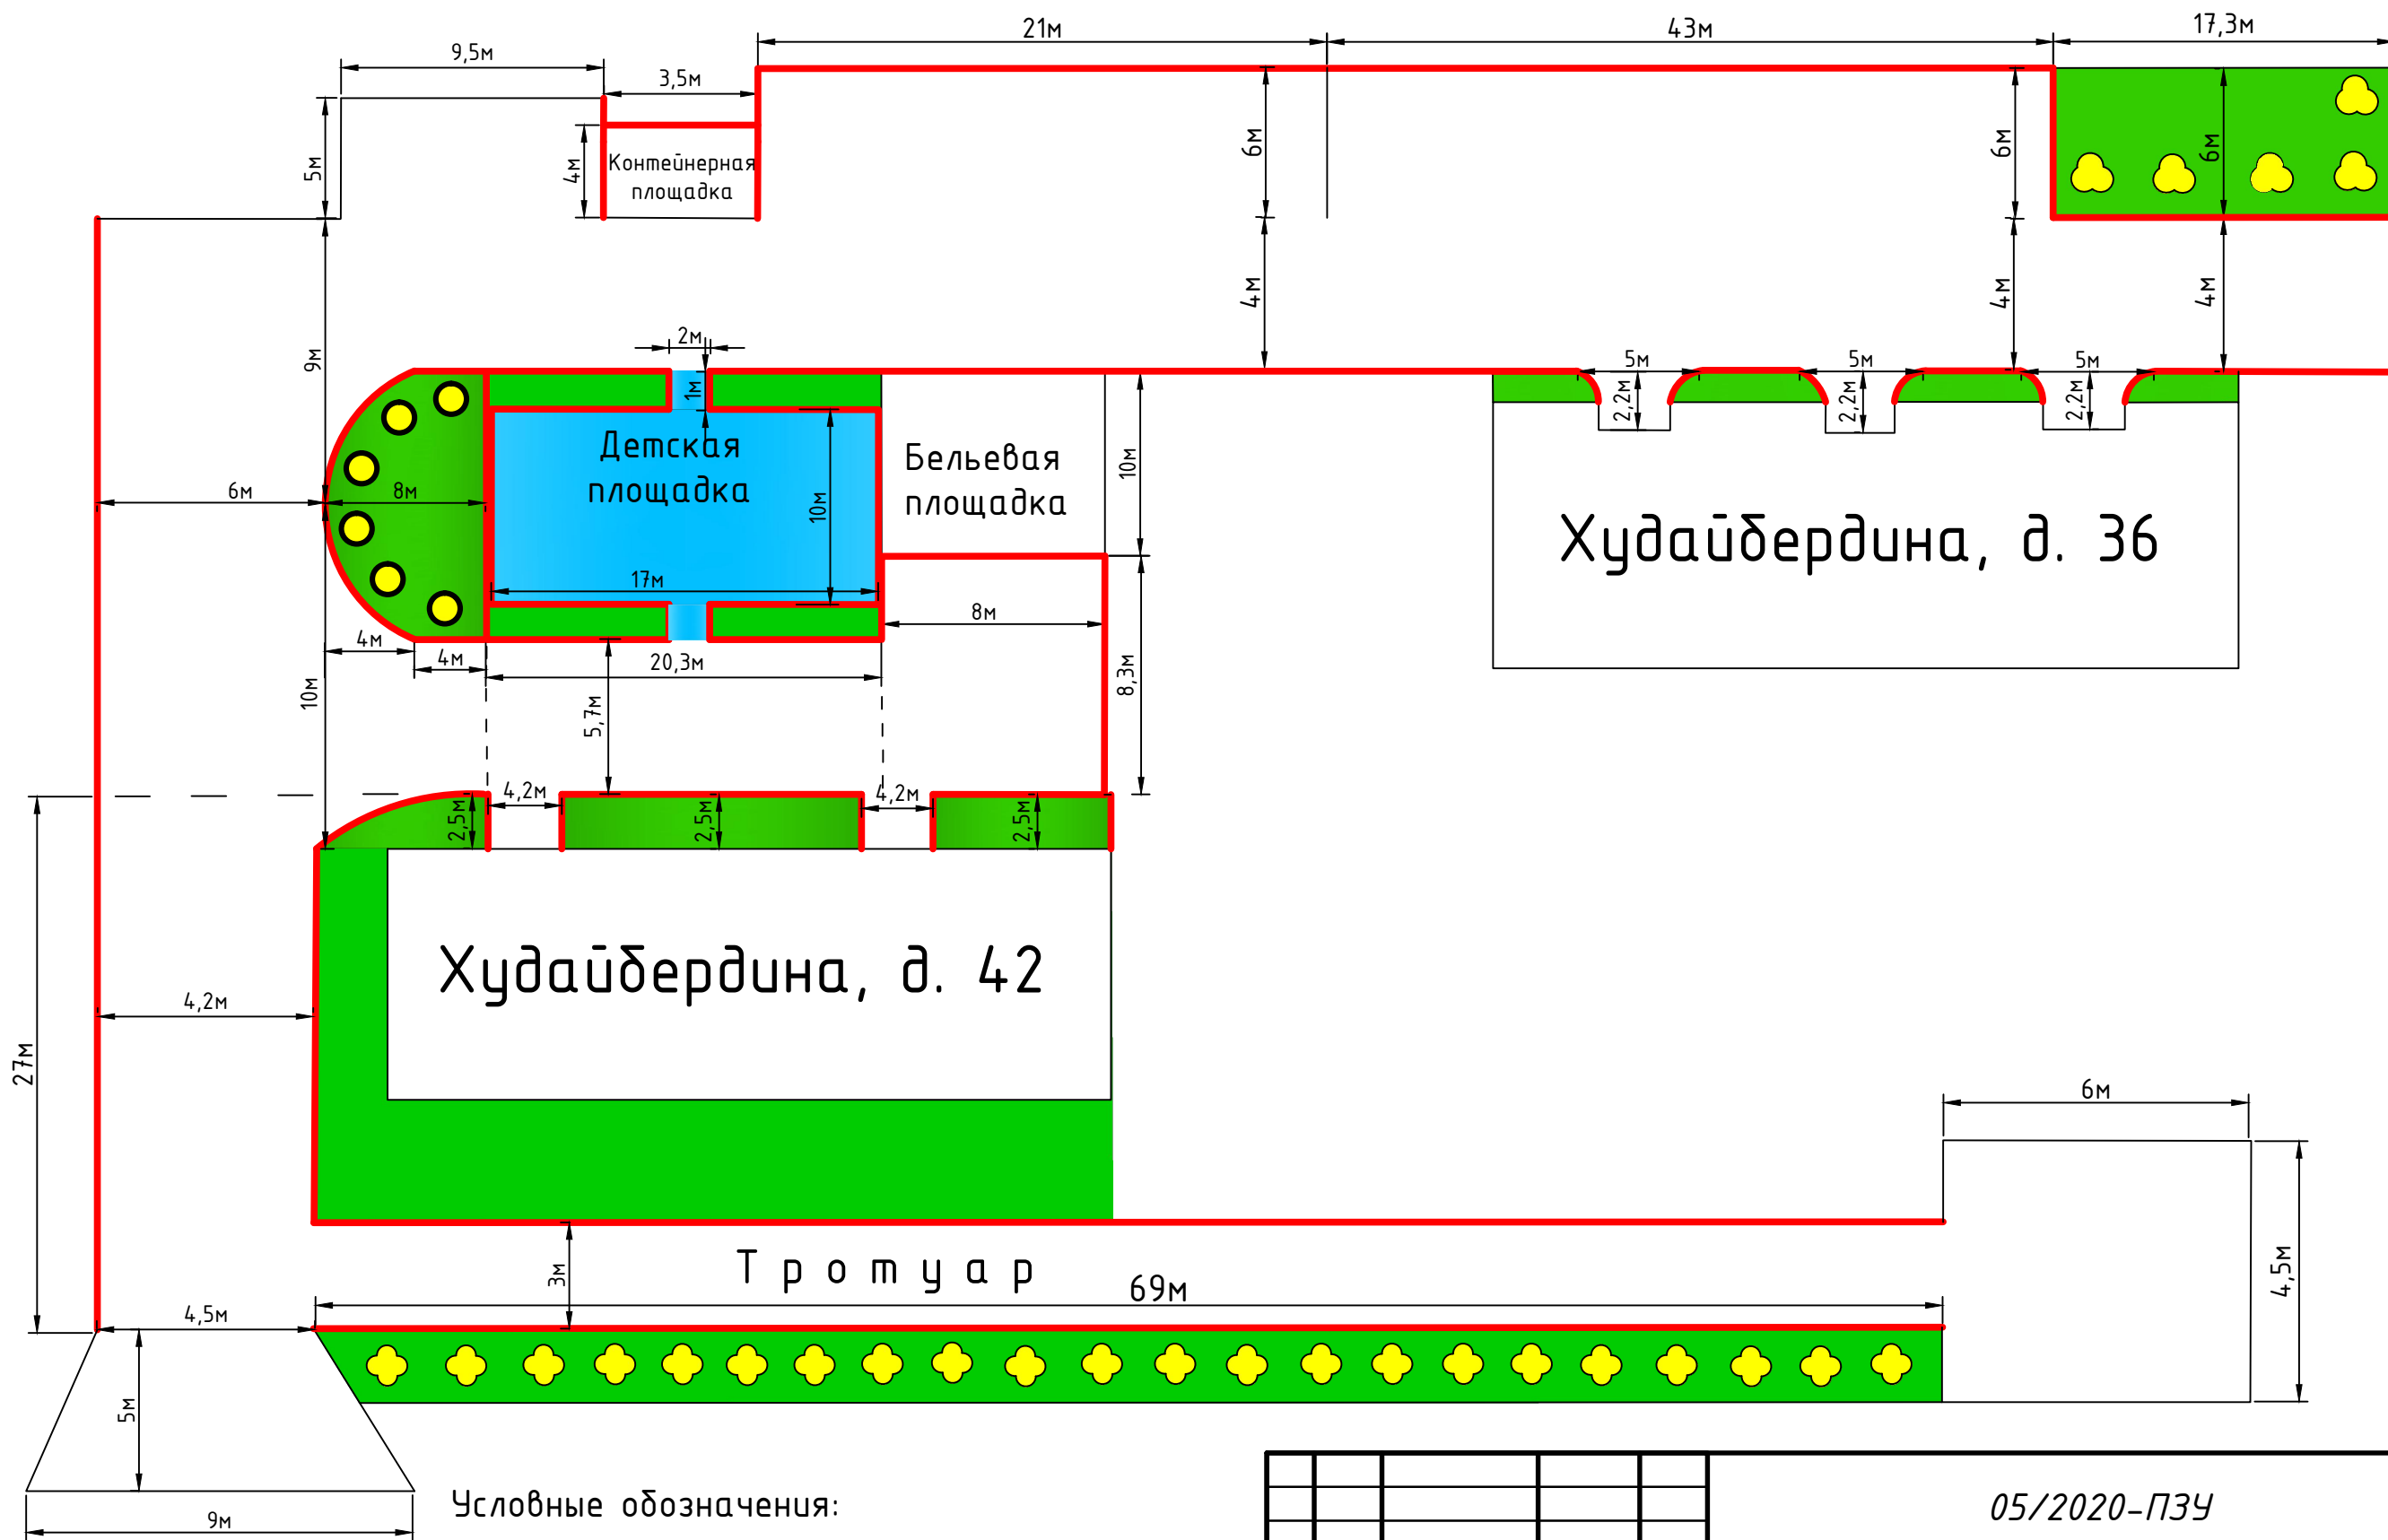 21м
43м
17,3м
9,5м
3,5м
5м
4м
Контейнерная
площадка
6м
6м
6м
4м
4м
4м
9м
2м
1м
5м
5м
5м
2,2м
2,2м
2,2м
Детская
площадка
Бельевая
площадка
10м
10м
6м
8м
17м
Худайбердина, д. 36
8м
4м
4м
20,3м
10м
5,7м
8,3м
4,2м
4,2м
2,5м
2,5м
2,5м
Худайбердина, д. 42
4,2м
27м
6м
4,5м
Тротуар
3м
69м
4,5м
5м
9м
Условные обозначения:
05/2020-ПЗУ